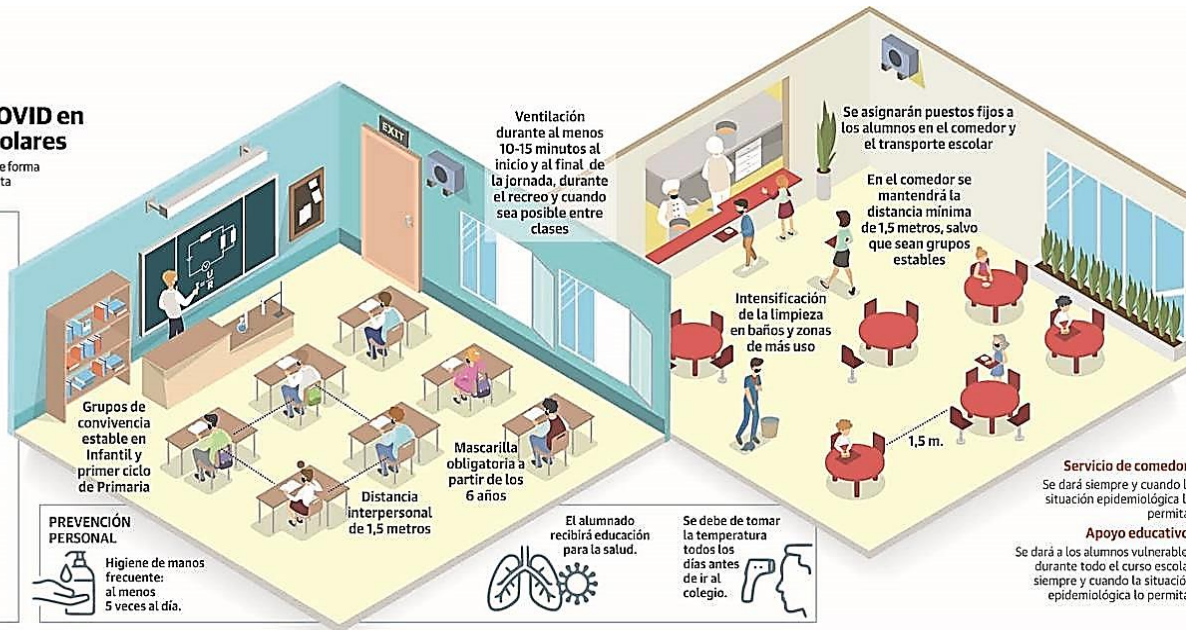 OVID en
olares
e forma
ta
EXIT
Ventilación
durante al menos
10-15 minutos al
inicio y al final de
la jornada, durante
el recreo y cuando
sea posible entre
clases
Se asignarán puestos fijos a
los alumnos en el comedor y
el transporte escolar
En el comedor se
mantendrá la
distancia mínima
de 1,5 metros, salvo
que sean grupos
estables
Intensificación
de la limpieza
en baños y zonas
de más uso
Grupos de
convivencia
estable en
Infantil y
primer ciclo
de Primaria
Mascarilla
obligatoria a
partir de los
6 años
Distancia
interpersonal
de 1,5 metros
1,5 m.
Servicio de comedor
Se dará siempre y cuando l
situación epidemiológica l
permita
Apoyo educativo
Se dará a los alumnos vulnerable
durante todo el curso escola
siempre y cuando la situació
epidemiológica lo permita
PREVENCIÓN
PERSONAL
Higiene de manos
frecuente:
al menos
5 veces al día.
El alumnado
recibirá educación
para la salud.
Se debe de tomar
la temperatura
todos los
días antes
de ir al
colegio.